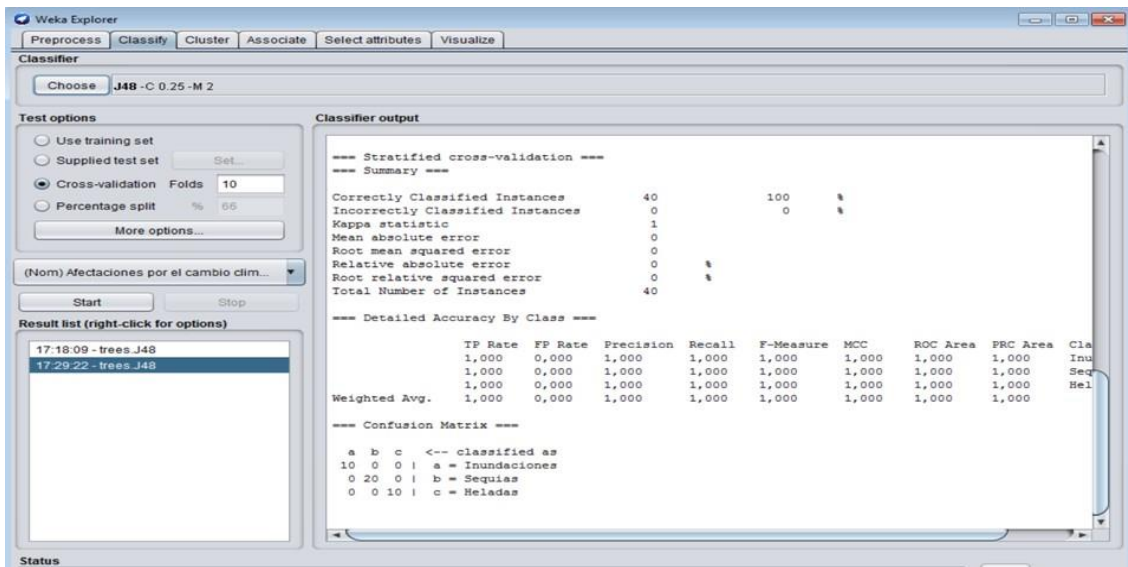 Weka Explorer
Preprocess Classify Cluster Associate Select attributes Visualize
Classifier
Choose J48 -C 0.25 -M 2
Test options
Use training set
Supplied test set Set...
Cross-validation Folds 10
Percentage split % 66
More options...
(Nom) Afectaciones por el cambio clim...
Start Stop
Result list (right-click for options)
17:18:09 - trees.J48
17:29:22 - trees.J48
Classifier output
=== Stratified cross-validation ===
=== Summary ===
Correctly Classified Instances 40 100 %
Incorrectly Classified Instances 0 0 %
Kappa statistic 1
Mean absolute error 0
Root mean squared error 0
Relative absolute error 0 %
Root relative squared error 0 %
Total Number of Instances 40
=== Detailed Accuracy By Class ===
TP Rate FP Rate Precision Recall F-Measure MCC ROC Area PRC Area Cla
1,000 0,000 1,000 1,000 1,000 1,000 1,000 1,000 Inu
1,000 0,000 1,000 1,000 1,000 1,000 1,000 1,000 Seq
1,000 0,000 1,000 1,000 1,000 1,000 1,000 1,000 Hel
Weighted Avg. 1,000 0,000 1,000 1,000 1,000 1,000 1,000 1,000
=== Confusion Matrix ===
a b c <-- classified as
10 0 0 | a = Inundaciones
0 20 0 | b = Sequias
0 0 10 | c = Heladas
Status